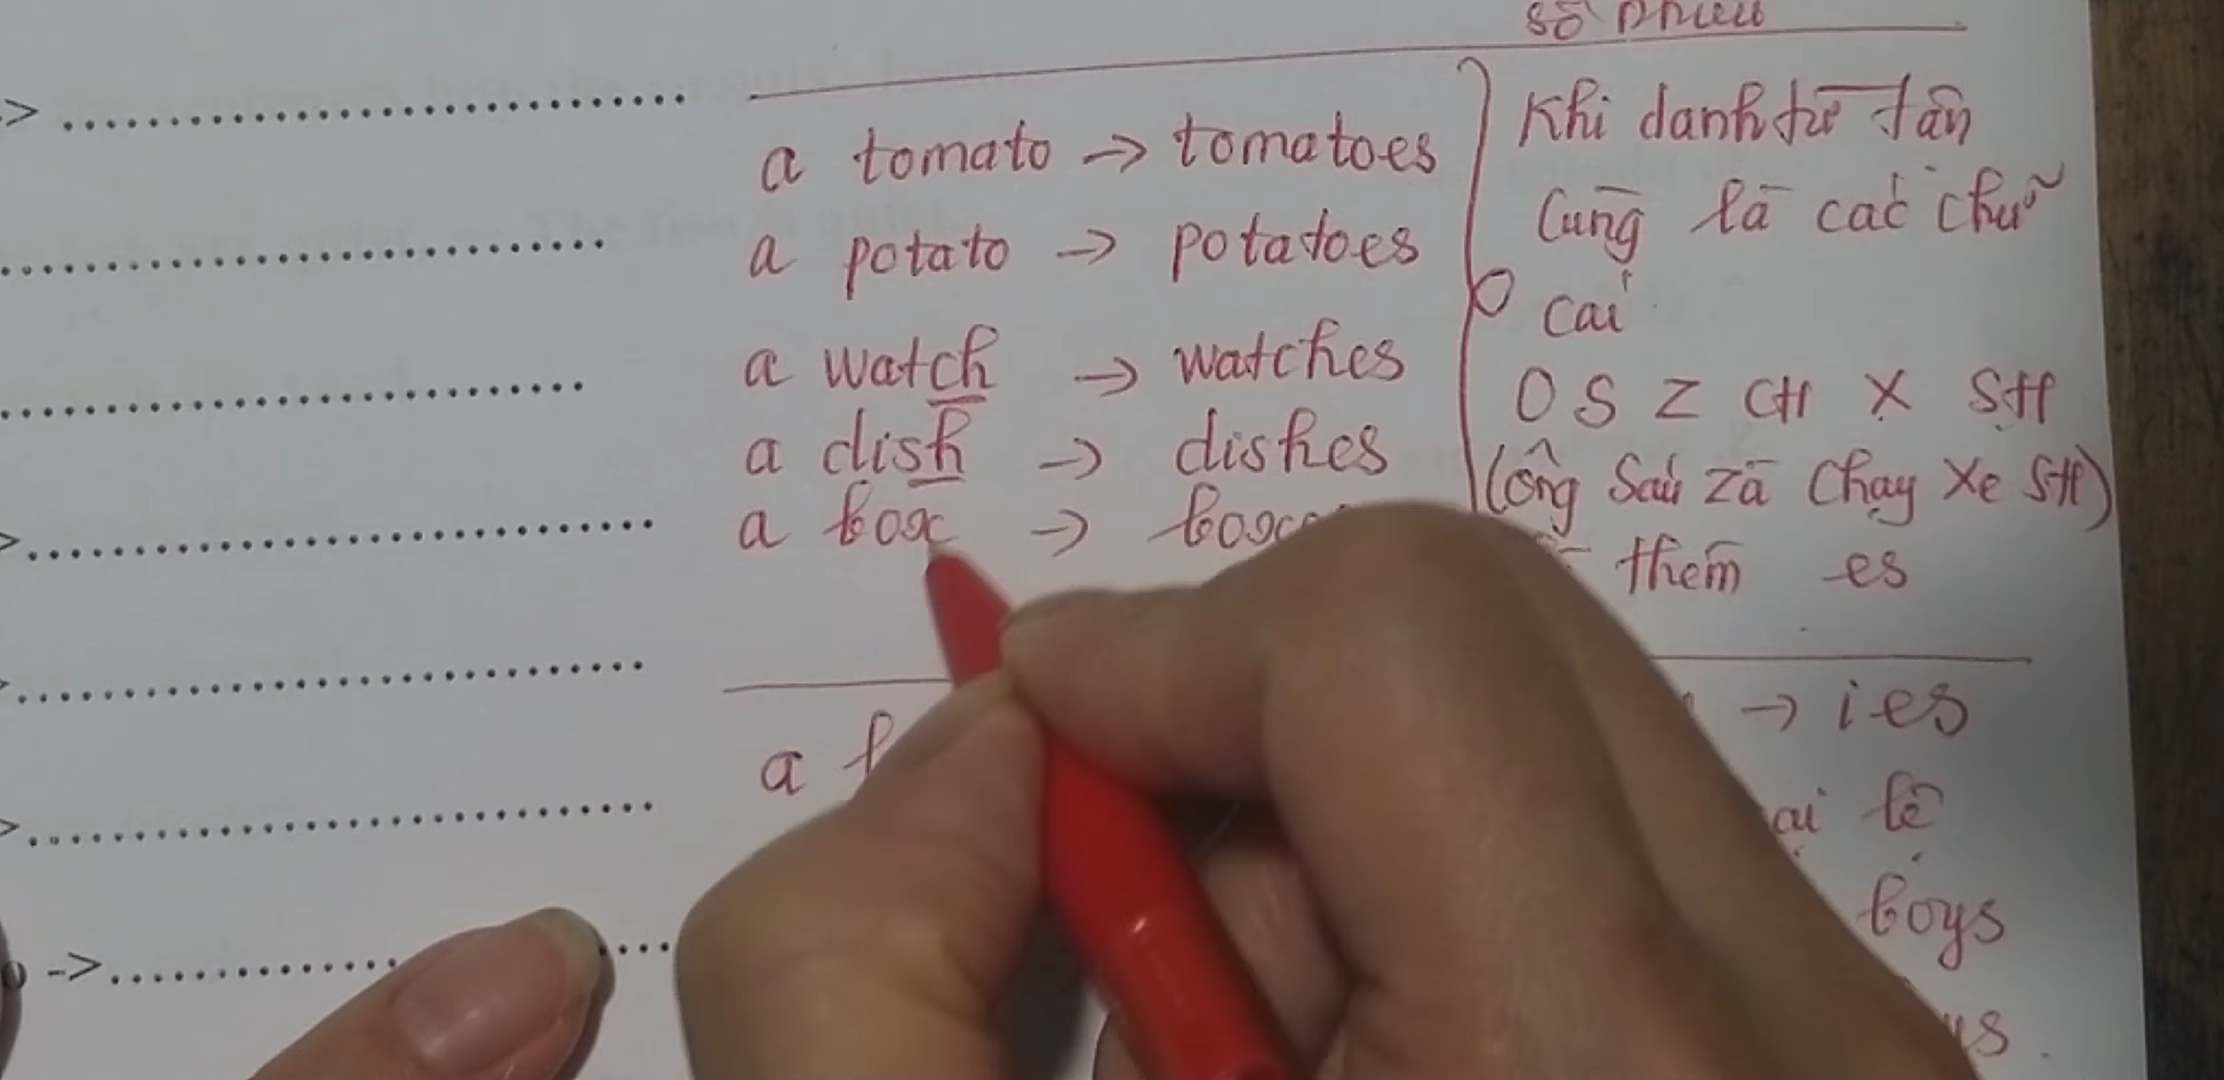 số nhiều
a tomato -> tomatoes
a potato -> potatoes
a watch -> watches
a dish -> dishes
a box ->
Khi danh từ tận
cùng là các chữ
cái
O S Z CH X SH
(Ông Sáu zà chạy xe SH)
thêm es
a
-> ies
lệ
boys
->